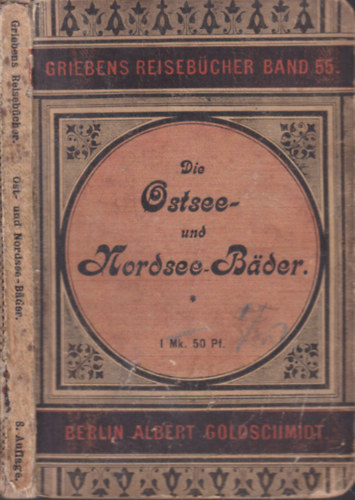 Griebens Reisebücher. Ost- und Nordsee-Bäder. 8. Auflage.
GRIEBENS REISEBÜCHER BAND 55.
Die
Ostsee-
und
Nordsee-Bäder.
1 Mk. 50 Pf.
BERLIN ALBERT GOLDSCHMIDT.